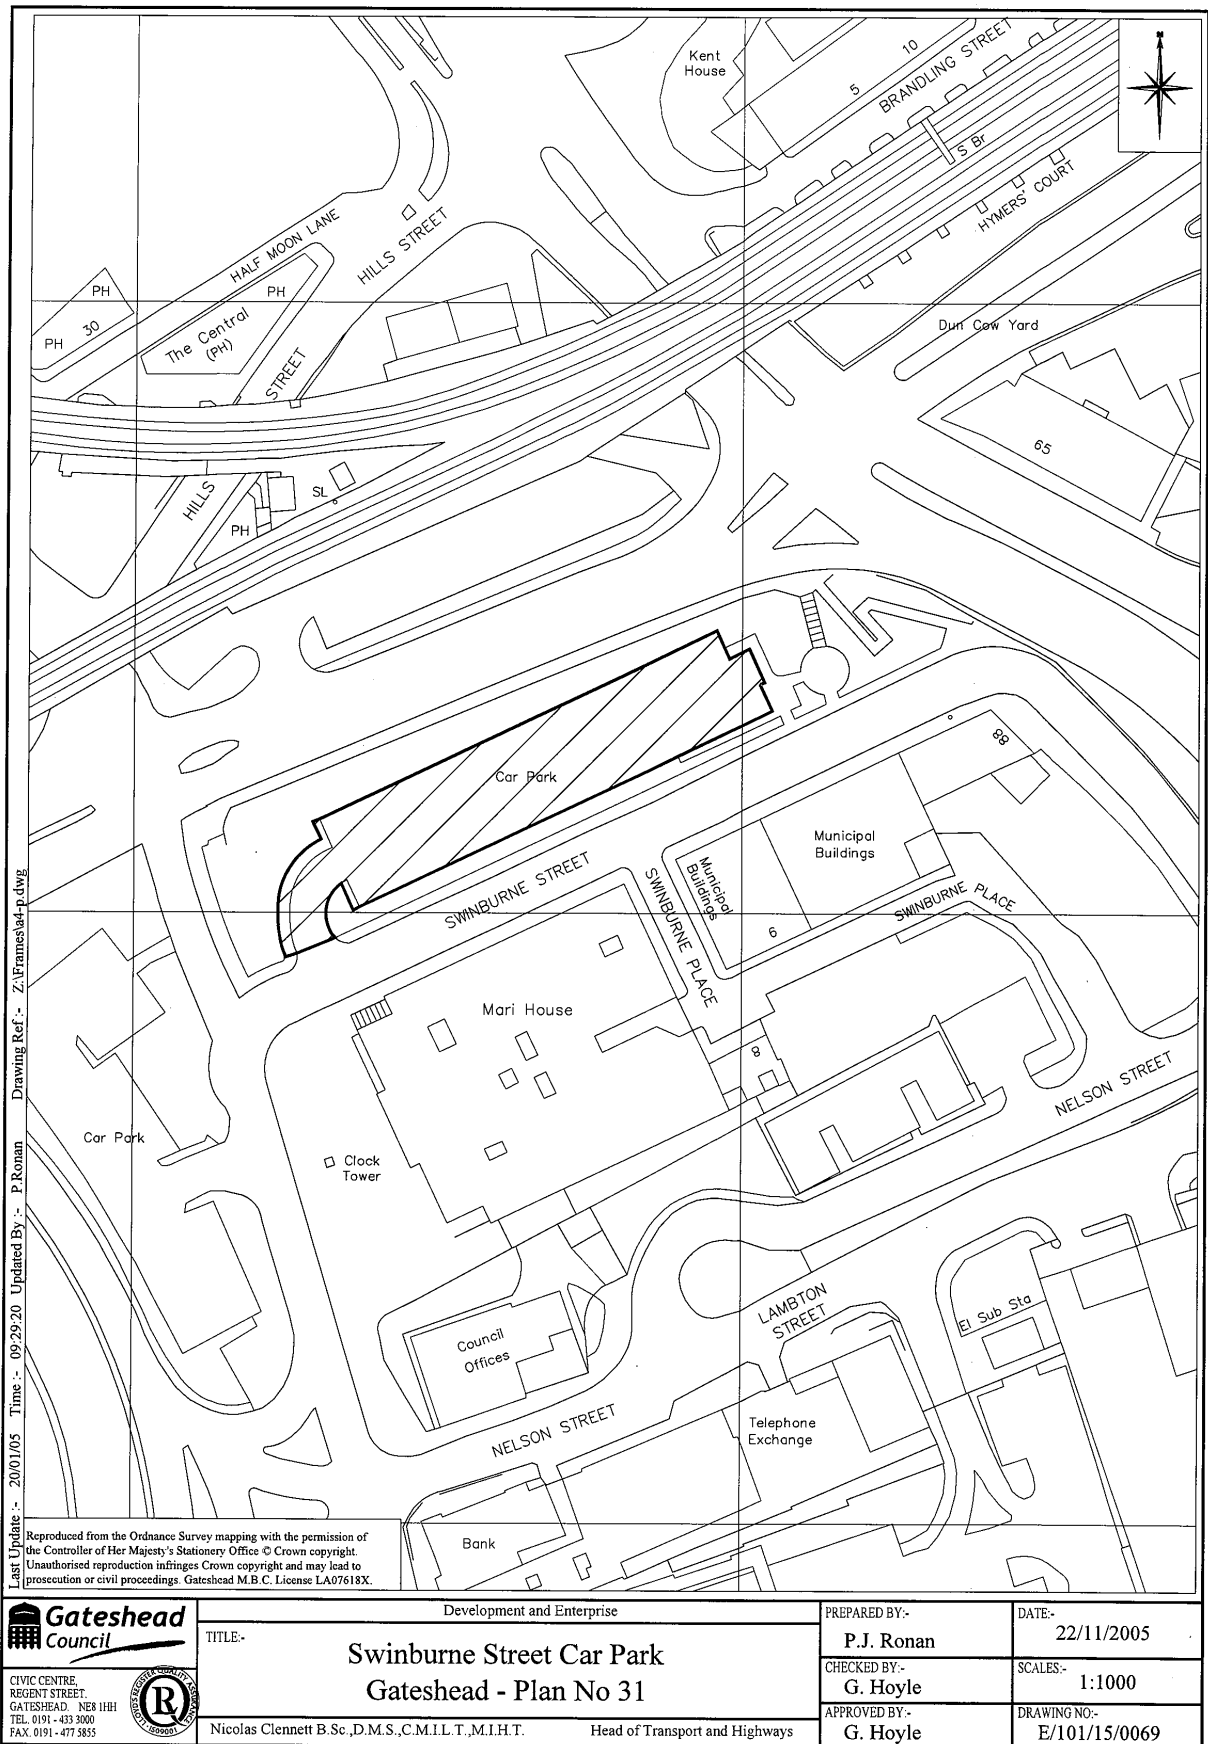 Kent
House
10
5
BRANDLING STREET
N
S Br
HYMERS' COURT
HALF MOON LANE
HILLS STREET
PH
30
PH
PH
The Central
(PH)
STREET
Dun Cow Yard
65
HILLS
SL
PH
Car Park
88
Municipal
Buildings
SWINBURNE STREET
SWINBURNE PLACE
Municipal
Buildings
6
SWINBURNE PLACE
Mari House
8
NELSON STREET
Car Park
Clock
Tower
LAMBTON
STREET
El Sub Sta
Council
Offices
NELSON STREET
Telephone
Exchange
Bank
Last Update :- 20/01/05 Time :- 09:29:20 Updated By :- P.Ronan Drawing Ref :- Z:\Frames\a4-p.dwg
Reproduced from the Ordnance Survey mapping with the permission of
the Controller of Her Majesty's Stationery Office © Crown copyright.
Unauthorised reproduction infringes Crown copyright and may lead to
prosecution or civil proceedings. Gateshead M.B.C. License LA07618X.
Gateshead
Council
CIVIC CENTRE,
REGENT STREET.
GATESHEAD. NE8 1HH
TEL. 0191 - 433 3000
FAX. 0191 - 477 5855
LLOYD'S REGISTER QUALITY ASSURANCE
LR
ISO9001
Development and Enterprise
TITLE:-
Swinburne Street Car Park
Gateshead - Plan No 31
Nicolas Clennett B.Sc.,D.M.S.,C.M.I.L.T.,M.I.H.T. Head of Transport and Highways
PREPARED BY:-
P.J. Ronan
CHECKED BY:-
G. Hoyle
APPROVED BY:-
G. Hoyle
DATE:-
22/11/2005
SCALES:-
1:1000
DRAWING NO:-
E/101/15/0069